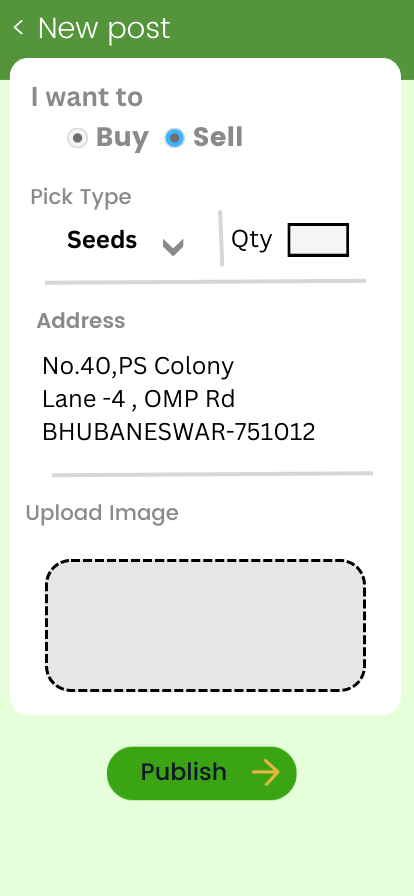 < New post
I want to
Buy Sell
Pick Type
Seeds Qty
Address
No.40,PS Colony
Lane -4 , OMP Rd
BHUBANESWAR-751012
Upload Image
Publish